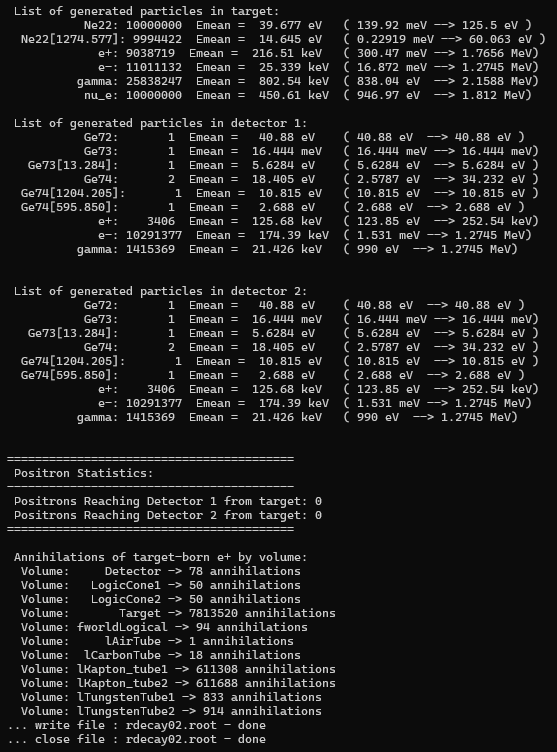 List of generated particles in target:
Ne22: 10000000 Emean = 39.677 eV ( 139.92 meV --> 125.5 eV )
Ne22[1274.577]: 9994422 Emean = 14.645 eV ( 0.22919 meV --> 60.063 eV )
e+: 9038719 Emean = 216.51 keV ( 300.47 meV --> 1.7656 MeV)
e-: 11011132 Emean = 25.339 keV ( 16.872 meV --> 1.2745 MeV)
gamma: 25838247 Emean = 802.54 keV ( 838.04 eV --> 2.1588 MeV)
nu_e: 10000000 Emean = 450.61 keV ( 946.97 eV --> 1.812 MeV)
List of generated particles in detector 1:
Ge72: 1 Emean = 40.88 eV ( 40.88 eV --> 40.88 eV )
Ge73: 1 Emean = 16.444 meV ( 16.444 meV --> 16.444 meV)
Ge73[13.284]: 1 Emean = 5.6284 eV ( 5.6284 eV --> 5.6284 eV )
Ge74: 2 Emean = 18.405 eV ( 2.5787 eV --> 34.232 eV )
Ge74[1204.205]: 1 Emean = 10.815 eV ( 10.815 eV --> 10.815 eV )
Ge74[595.850]: 1 Emean = 2.688 eV ( 2.688 eV --> 2.688 eV )
e+: 3406 Emean = 125.68 keV ( 123.85 eV --> 252.54 keV)
e-: 10291377 Emean = 174.39 keV ( 1.531 meV --> 1.2745 MeV)
gamma: 1415369 Emean = 21.426 keV ( 990 eV --> 1.2745 MeV)
List of generated particles in detector 2:
Ge72: 1 Emean = 40.88 eV ( 40.88 eV --> 40.88 eV )
Ge73: 1 Emean = 16.444 meV ( 16.444 meV --> 16.444 meV)
Ge73[13.284]: 1 Emean = 5.6284 eV ( 5.6284 eV --> 5.6284 eV )
Ge74: 2 Emean = 18.405 eV ( 2.5787 eV --> 34.232 eV )
Ge74[1204.205]: 1 Emean = 10.815 eV ( 10.815 eV --> 10.815 eV )
Ge74[595.850]: 1 Emean = 2.688 eV ( 2.688 eV --> 2.688 eV )
e+: 3406 Emean = 125.68 keV ( 123.85 eV --> 252.54 keV)
e-: 10291377 Emean = 174.39 keV ( 1.531 meV --> 1.2745 MeV)
gamma: 1415369 Emean = 21.426 keV ( 990 eV --> 1.2745 MeV)
=========================================
Positron Statistics:
-----------------------------------------
Positrons Reaching Detector 1 from target: 0
Positrons Reaching Detector 2 from target: 0
=========================================
Annihilations of target-born e+ by volume:
Volume: Detector -> 78 annihilations
Volume: LogicCone1 -> 50 annihilations
Volume: LogicCone2 -> 50 annihilations
Volume: Target -> 7813520 annihilations
Volume: fworldLogical -> 94 annihilations
Volume: lAirTube -> 1 annihilations
Volume: lCarbonTube -> 18 annihilations
Volume: lKapton_tube1 -> 611308 annihilations
Volume: lKapton_tube2 -> 611688 annihilations
Volume: lTungstenTube1 -> 833 annihilations
Volume: lTungstenTube2 -> 914 annihilations
... write file : rdecay02.root - done
... close file : rdecay02.root - done